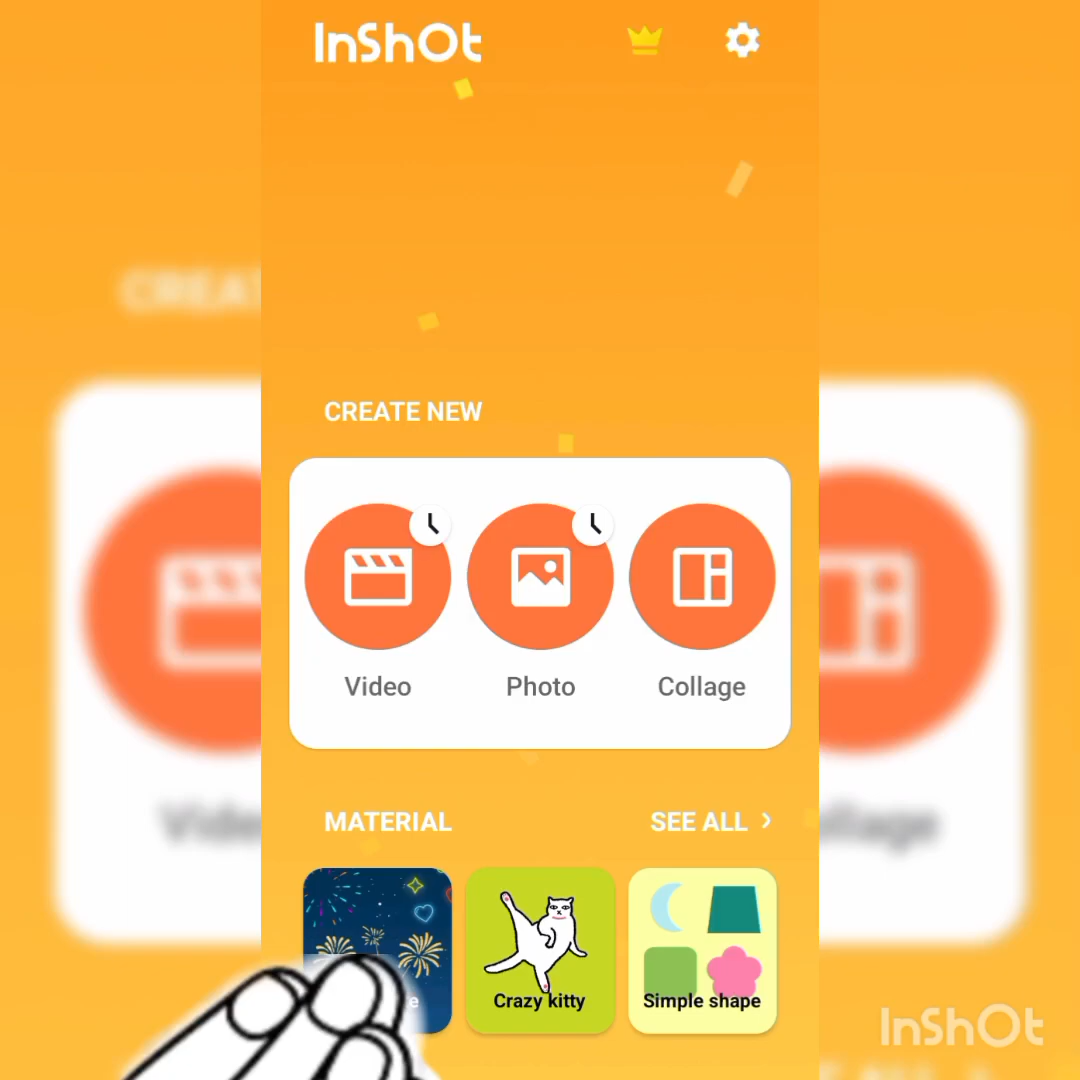 InShOt
CREATE NEW
Video Photo Collage
MATERIAL SEE ALL >
Crazy kitty Simple shape
InShOt